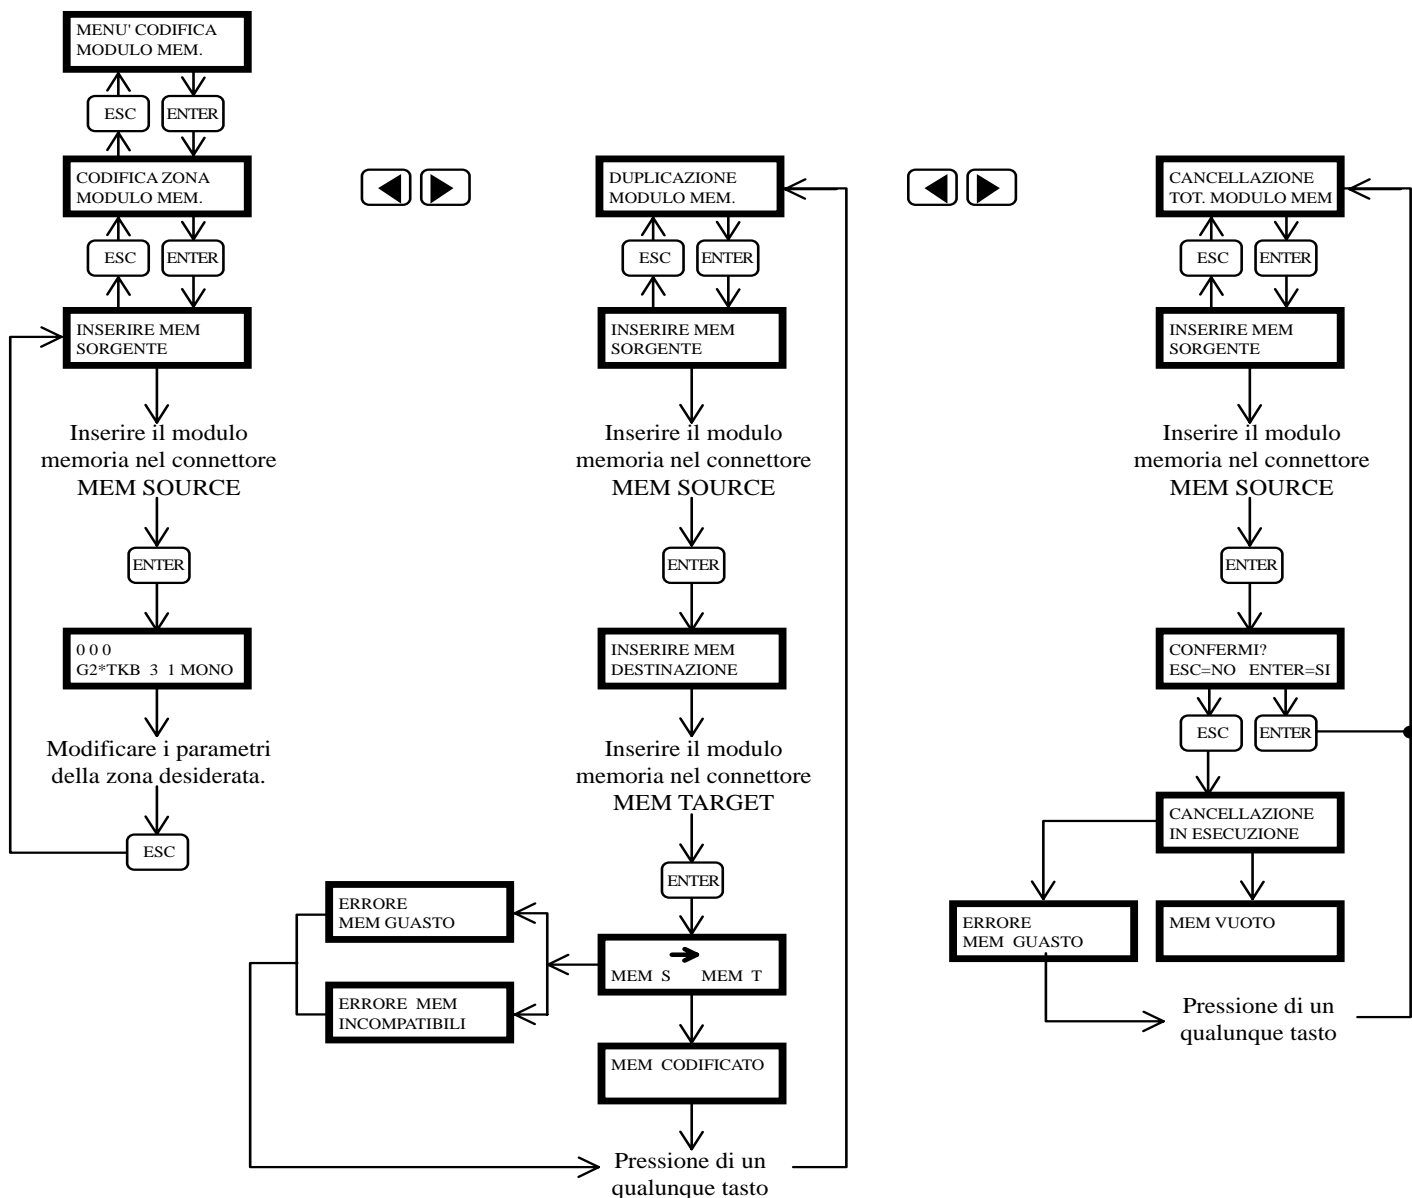 MENU' CODIFICA
MODULO MEM.
ESC
ENTER
CODIFICA ZONA
MODULO MEM.
ESC
ENTER
INSERIRE MEM
SORGENTE
Inserire il modulo
memoria nel connettore
MEM SOURCE
ENTER
0 0 0
G2*TKB 3 1 MONO
Modificare i parametri
della zona desiderata.
ESC
DUPLICAZIONE
MODULO MEM.
ESC
ENTER
INSERIRE MEM
SORGENTE
Inserire il modulo
memoria nel connettore
MEM SOURCE
ENTER
INSERIRE MEM
DESTINAZIONE
Inserire il modulo
memoria nel connettore
MEM TARGET
ENTER
ERRORE
MEM GUASTO
MEM S MEM T
ERRORE MEM
INCOMPATIBILI
MEM CODIFICATO
Pressione di un
qualunque tasto
CANCELLAZIONE
TOT. MODULO MEM
ESC
ENTER
INSERIRE MEM
SORGENTE
Inserire il modulo
memoria nel connettore
MEM SOURCE
ENTER
CONFERMI?
ESC=NO ENTER=SI
ESC
ENTER
CANCELLAZIONE
IN ESECUZIONE
ERRORE
MEM GUASTO
MEM VUOTO
Pressione di un
qualunque tasto